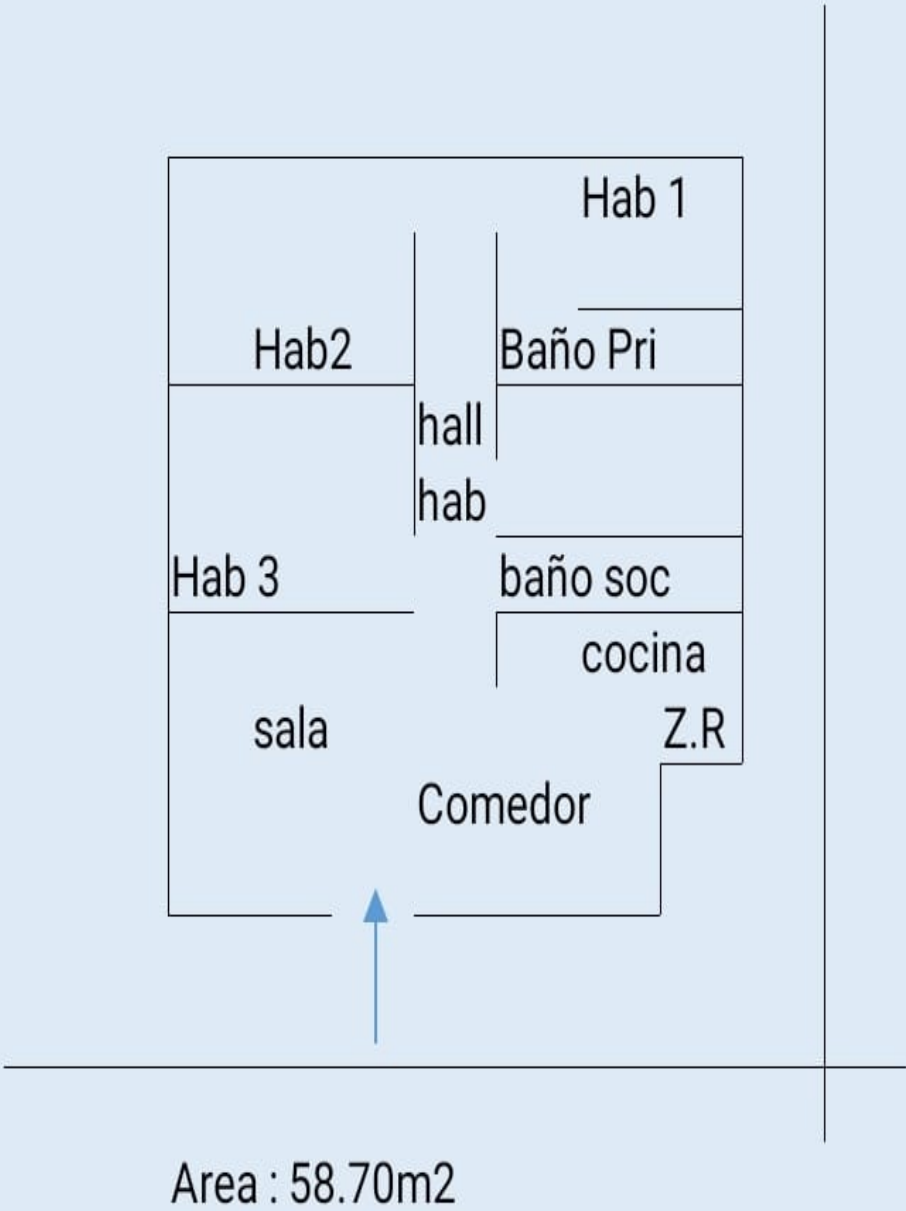 Hab 1
Hab2
Baño Pri
hall
hab
Hab 3
baño soc
cocina
sala
Z.R
Comedor
Area : 58.70m2